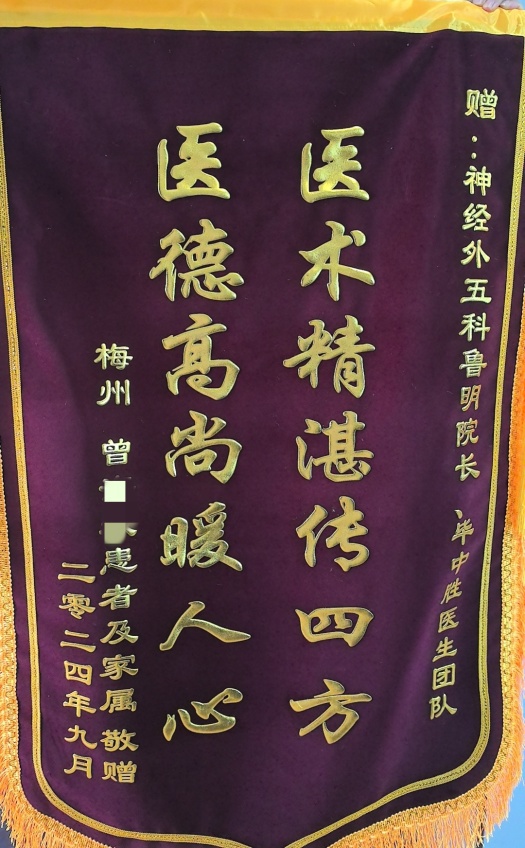 赠：神经外五科鲁明院长、毕中胜医生团队
医术精湛传四方
医德高尚暖人心
梅州 曾
患者及家属敬赠
二零二四年九月